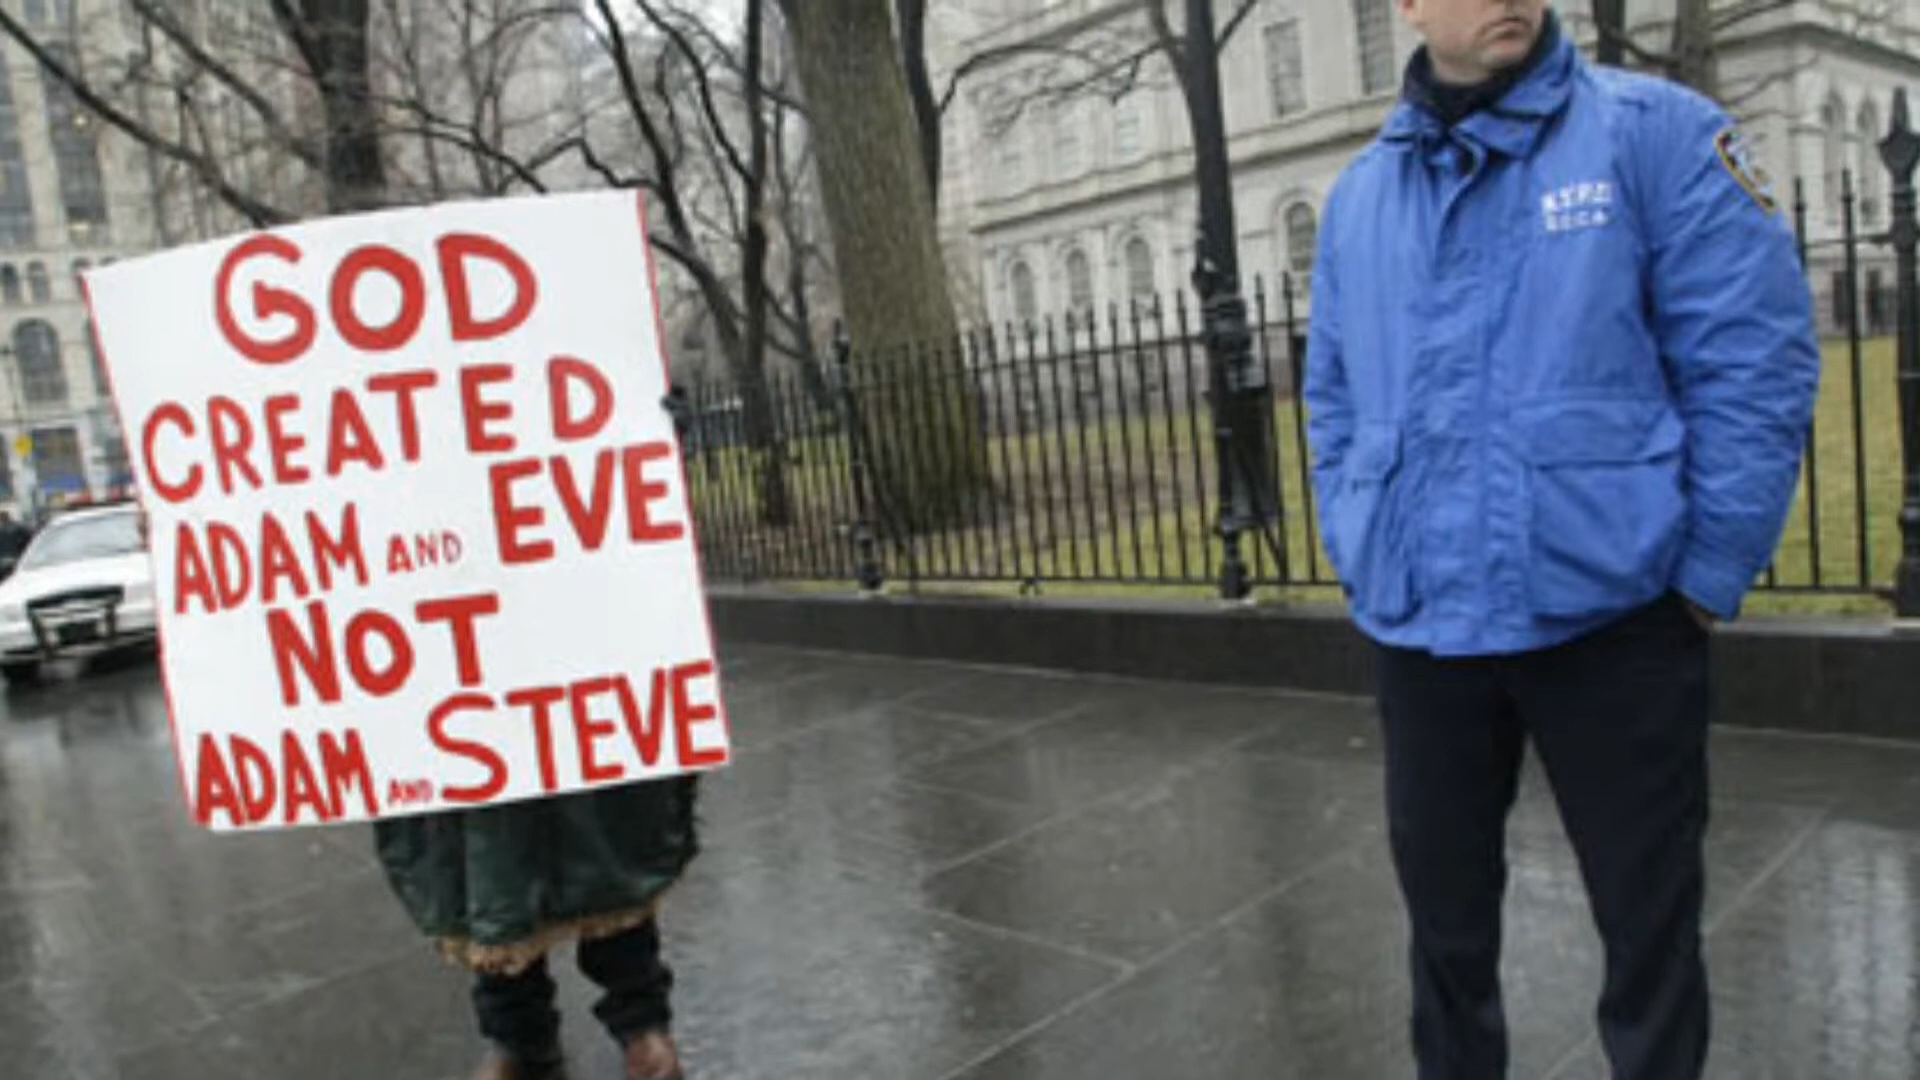 GOD
CREATED
ADAM AND EVE
NOT
ADAM AND STEVE
N.Y.P.D.